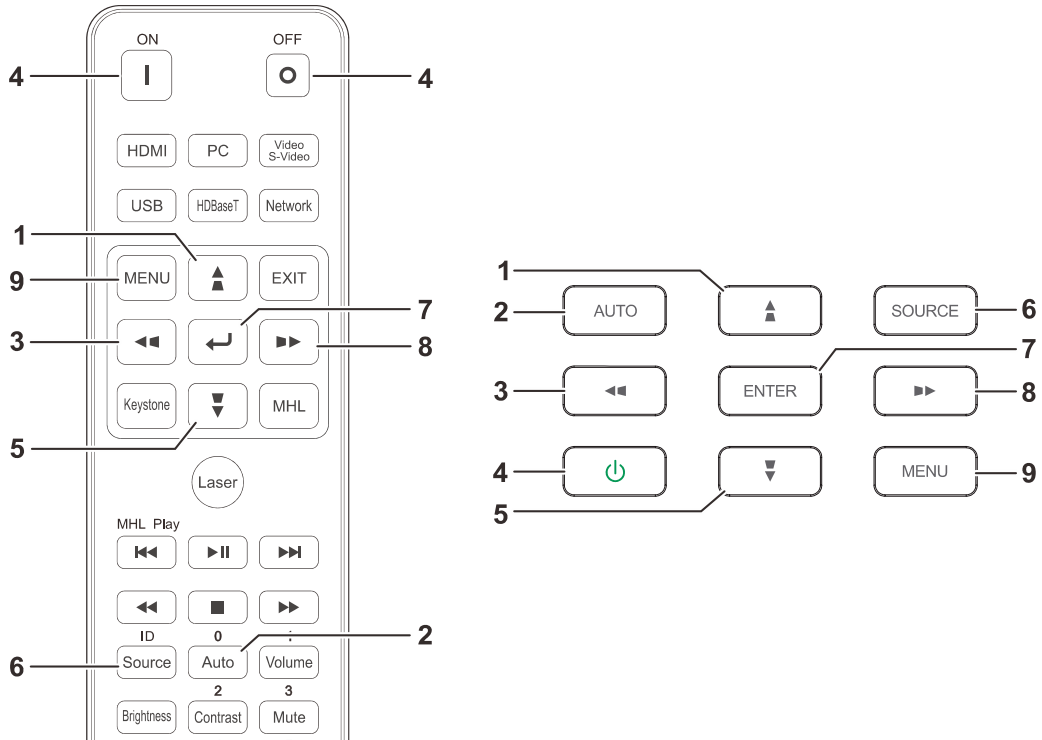 ON OFF
4 4
HDMI PC Video S-Video
USB HDBaseT Network
1
9 MENU EXIT
7
3 8
Keystone MHL
5
Laser
MHL Play
ID 0 : 2
6 Source Auto Volume
2 3
Brightness Contrast Mute
1
2 AUTO SOURCE 6
7
3 ENTER 8
4 MENU 9
5